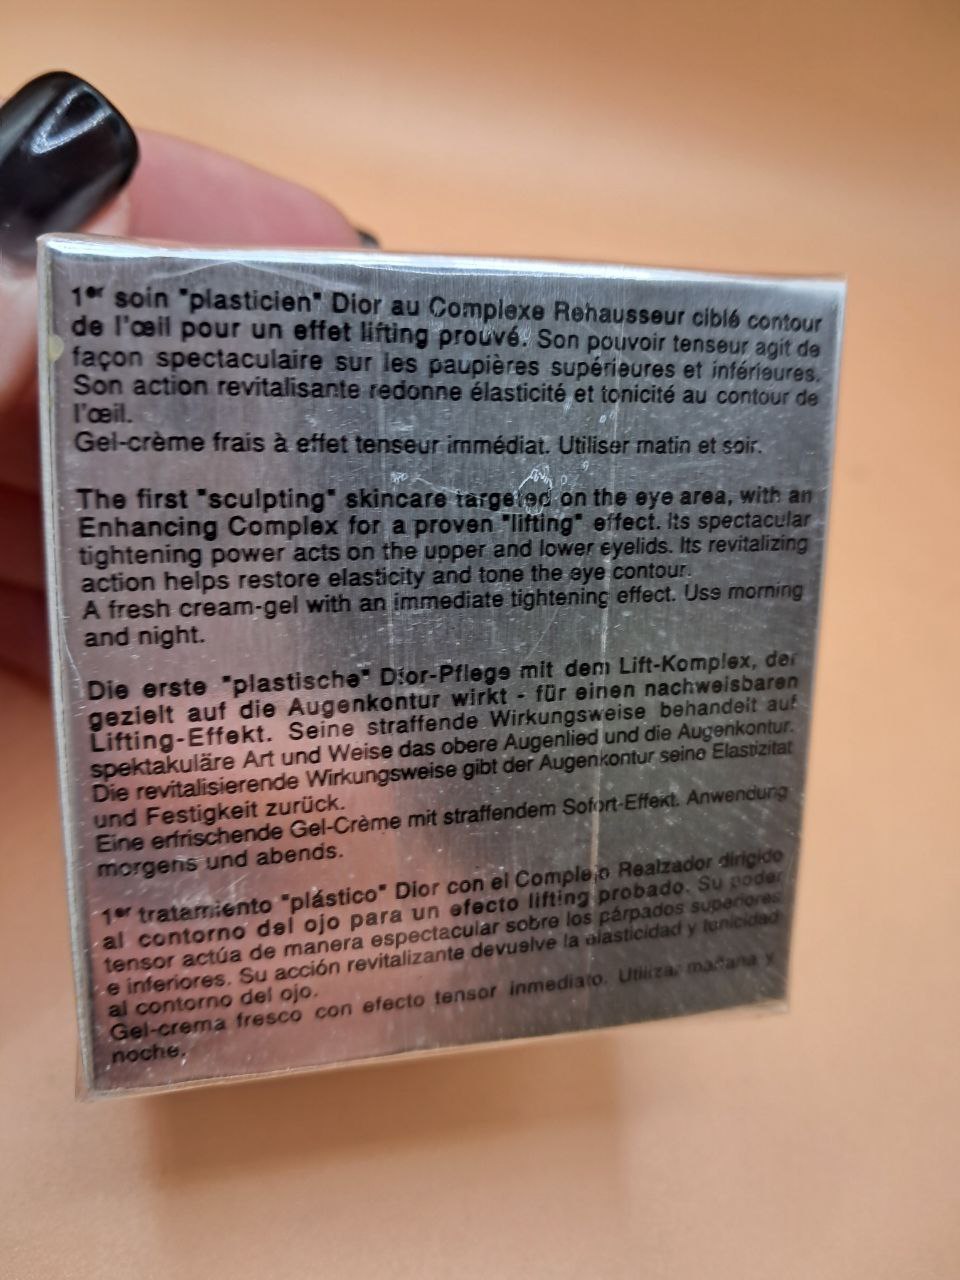 1er soin "plasticien" Dior au Complexe Rehausseur ciblé contour
de l'œil pour un effet lifting prouvé. Son pouvoir tenseur agit de
façon spectaculaire sur les paupières supérieures et inférieures.
Son action revitalisante redonne élasticité et tonicité au contour de
l'œil.
Gel-crème frais à effet tenseur immédiat. Utiliser matin et soir.
The first "sculpting" skincare targeted on the eye area, with an
Enhancing Complex for a proven "lifting" effect. Its spectacular
tightening power acts on the upper and lower eyelids. Its revitalizing
action helps restore elasticity and tone the eye contour.
A fresh cream-gel with an immediate tightening effect. Use morning
and night.
Die erste "plastische" Dior-Pflege mit dem Lift-Komplex, der
gezielt auf die Augenkontur wirkt - für einen nachweisbaren
Lifting-Effekt. Seine straffende Wirkungsweise behandelt auf
spektakuläre Art und Weise das obere Augenlied und die Augenkontur.
Die revitalisierende Wirkungsweise gibt der Augenkontur seine Elastizität
und Festigkeit zurück.
Eine erfrischende Gel-Crème mit straffendem Sofort-Effekt. Anwendung
morgens und abends.
1er tratamiento "plástico" Dior con el Complejo Realzador dirigido
al contorno del ojo para un efecto lifting probado. Su poder
tensor actúa de manera espectacular sobre los párpados superiores
e inferiores. Su acción revitalizante devuelve la elasticidad y tonicidad
al contorno del ojo.
Gel-crema fresco con efecto tensor inmediato. Utilizar mañana y
noche.